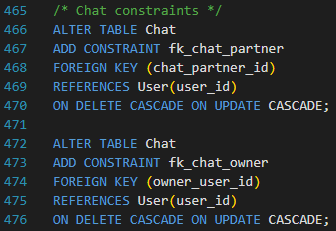 465 /* Chat constraints */
466 ALTER TABLE Chat
467 ADD CONSTRAINT fk_chat_partner
468 FOREIGN KEY (chat_partner_id)
469 REFERENCES User(user_id)
470 ON DELETE CASCADE ON UPDATE CASCADE;
471
472 ALTER TABLE Chat
473 ADD CONSTRAINT fk_chat_owner
474 FOREIGN KEY (owner_user_id)
475 REFERENCES User(user_id)
476 ON DELETE CASCADE ON UPDATE CASCADE;